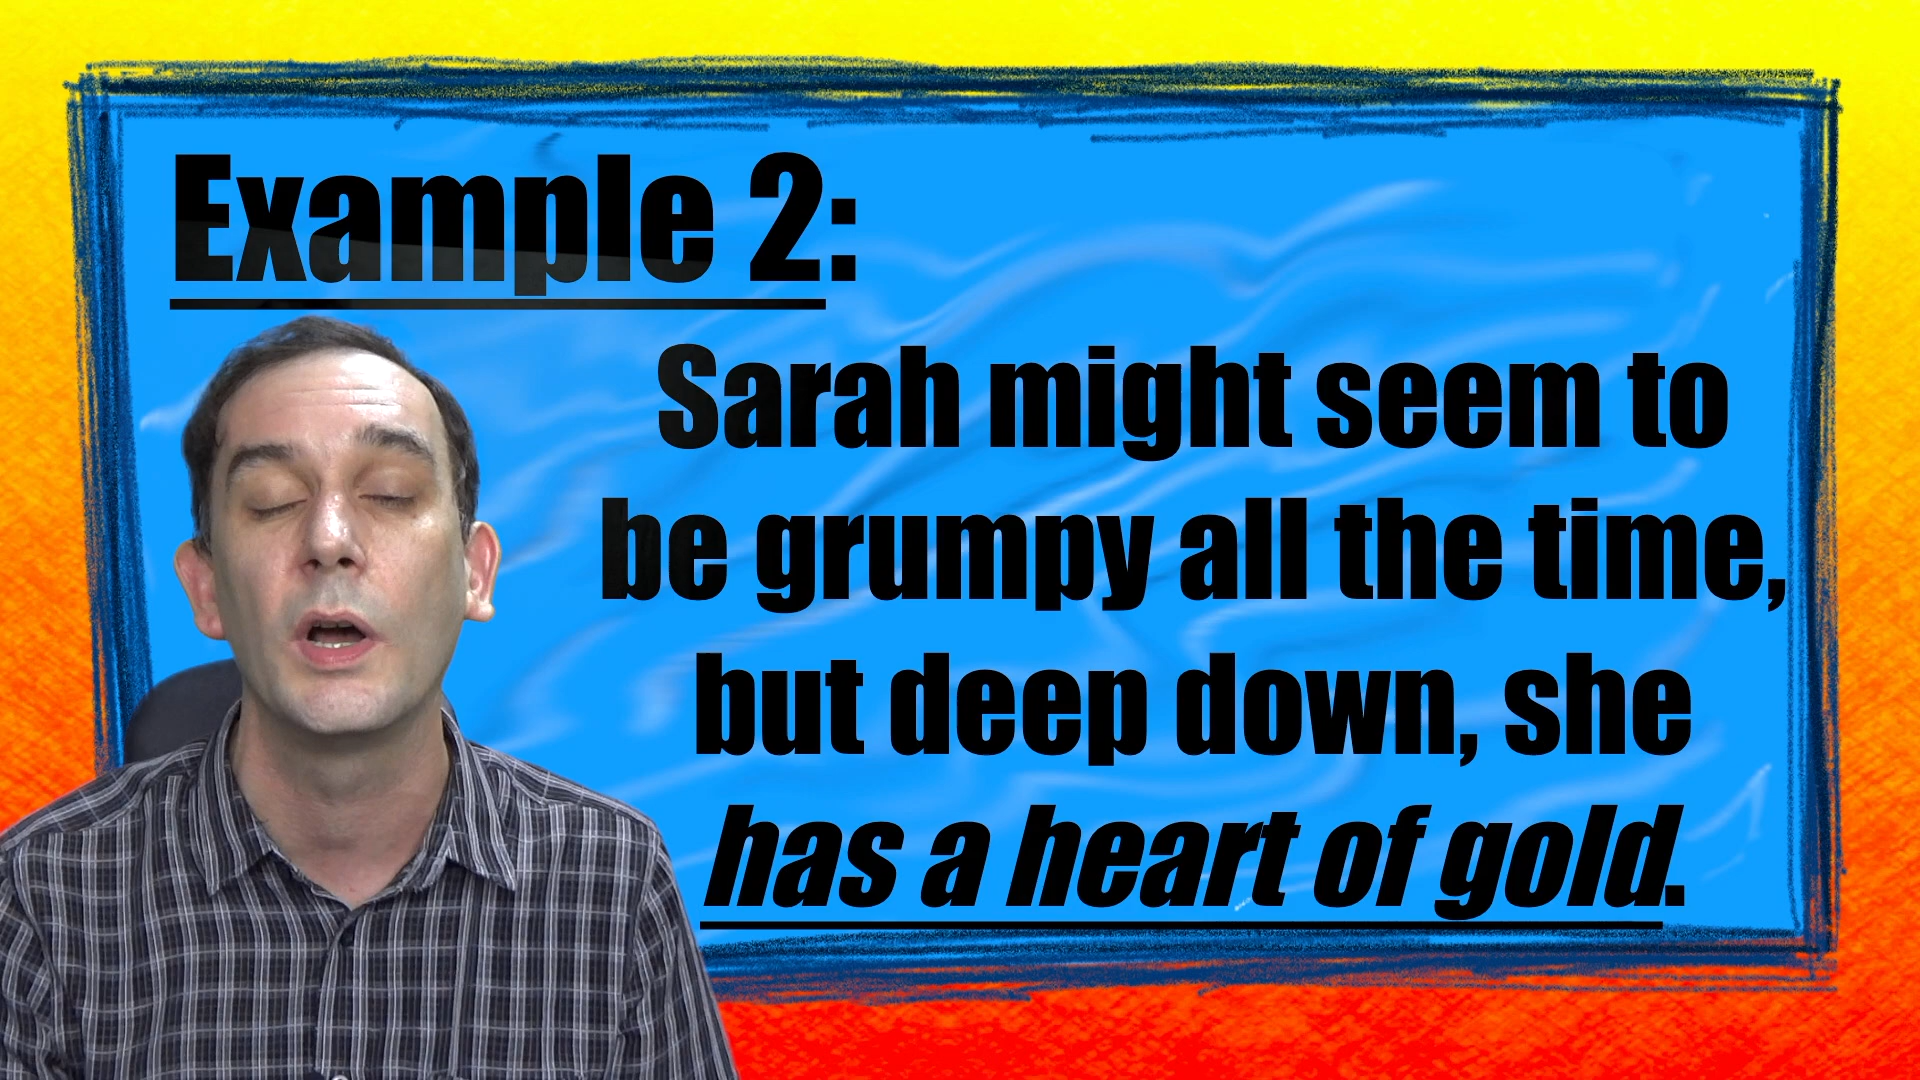 Example 2:
Sarah might seem to
be grumpy all the time,
but deep down, she
has a heart of gold.